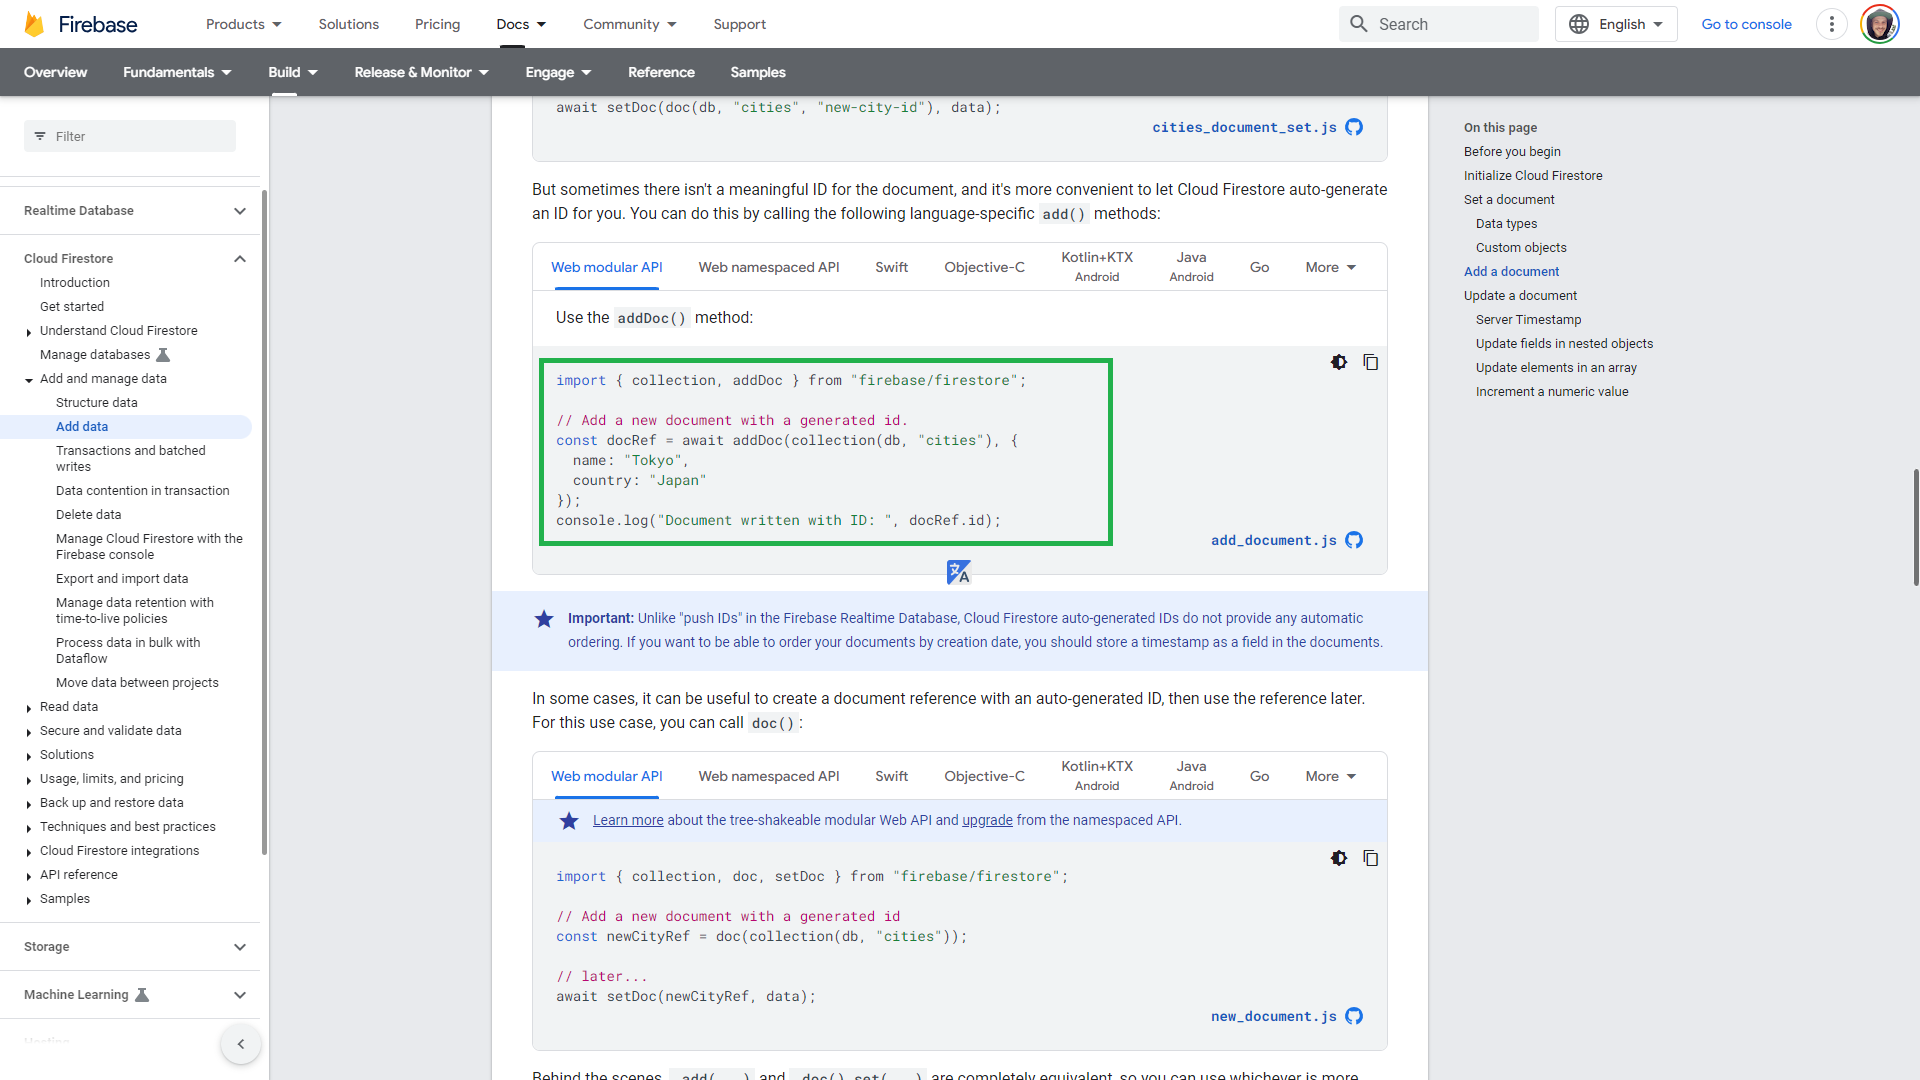 Firebase
Products
Solutions
Pricing
Docs
Community
Support
Search
English
Go to console
Overview
Fundamentals
Build
Release & Monitor
Engage
Reference
Samples
Filter
Realtime Database
Cloud Firestore
Introduction
Get started
Understand Cloud Firestore
Manage databases
Add and manage data
Structure data
Add data
Transactions and batched
writes
Data contention in transaction
Delete data
Manage Cloud Firestore with the
Firebase console
Export and import data
Manage data retention with
time-to-live policies
Process data in bulk with
Dataflow
Move data between projects
Read data
Secure and validate data
Solutions
Usage, limits, and pricing
Back up and restore data
Techniques and best practices
Cloud Firestore integrations
API reference
Samples
Storage
Machine Learning
await setDoc(doc(db, "cities", "new-city-id"), data);
cities_document_set.js
But sometimes there isn't a meaningful ID for the document, and it's more convenient to let Cloud Firestore auto-generate
an ID for you. You can do this by calling the following language-specific add() methods:
Web modular API
Web namespaced API
Swift
Objective-C
Kotlin+KTX
Android
Java
Android
Go
More
Use the addDoc() method:
import { collection, addDoc } from "firebase/firestore";
// Add a new document with a generated id.
const docRef = await addDoc(collection(db, "cities"), {
name: "Tokyo",
country: "Japan"
});
console.log("Document written with ID: ", docRef.id);
add_document.js
Important: Unlike "push IDs" in the Firebase Realtime Database, Cloud Firestore auto-generated IDs do not provide any automatic
ordering. If you want to be able to order your documents by creation date, you should store a timestamp as a field in the documents.
In some cases, it can be useful to create a document reference with an auto-generated ID, then use the reference later.
For this use case, you can call doc() :
Web modular API
Web namespaced API
Swift
Objective-C
Kotlin+KTX
Android
Java
Android
Go
More
Learn more about the tree-shakeable modular Web API and upgrade from the namespaced API.
import { collection, doc, setDoc } from "firebase/firestore";
// Add a new document with a generated id
const newCityRef = doc(collection(db, "cities"));
// later...
await setDoc(newCityRef, data);
new_document.js
Behind the scenes, .add(...) and .doc().set(...) are completely equivalent, so you can use whichever is more
On this page
Before you begin
Initialize Cloud Firestore
Set a document
Data types
Custom objects
Add a document
Update a document
Server Timestamp
Update fields in nested objects
Update elements in an array
Increment a numeric value